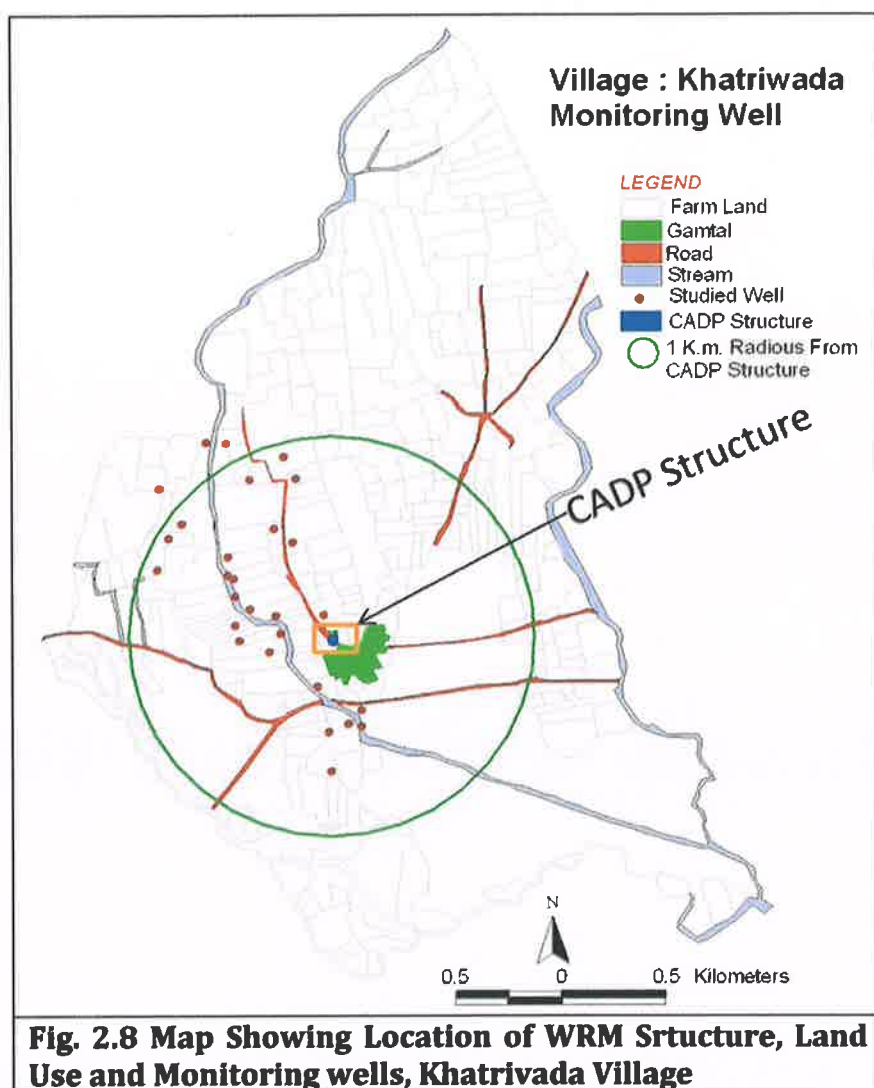 Village : Khatriwada
Monitoring Well
LEGEND
Farm Land
Gamtal
Road
Stream
Studied Well
CADP Structure
1 K.m. Radious From
CADP Structure
CADP Structure
N
0.5 0 0.5 Kilometers
Fig. 2.8 Map Showing Location of WRM Srtucture, Land
Use and Monitoring wells, Khatrivada Village